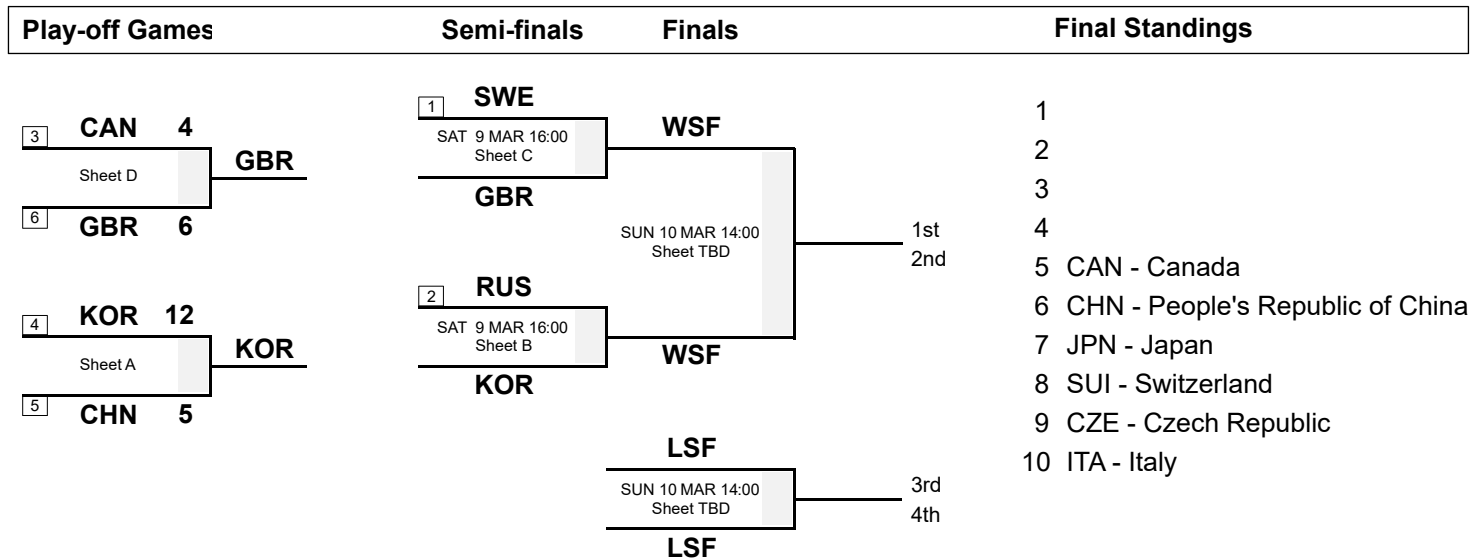 Play-off Games Semi-finals Finals Final Standings
3 CAN 4
Sheet D
GBR
6 GBR 6
4 KOR 12
Sheet A
KOR
5 CHN 5
1 SWE
SAT 9 MAR 16:00
Sheet C
GBR
2 RUS
SAT 9 MAR 16:00
Sheet B
KOR
WSF
SUN 10 MAR 14:00
Sheet TBD
WSF
1st
2nd
LSF
SUN 10 MAR 14:00
Sheet TBD
LSF
3rd
4th
1
2
3
4
5 CAN - Canada
6 CHN - People's Republic of China
7 JPN - Japan
8 SUI - Switzerland
9 CZE - Czech Republic
10 ITA - Italy